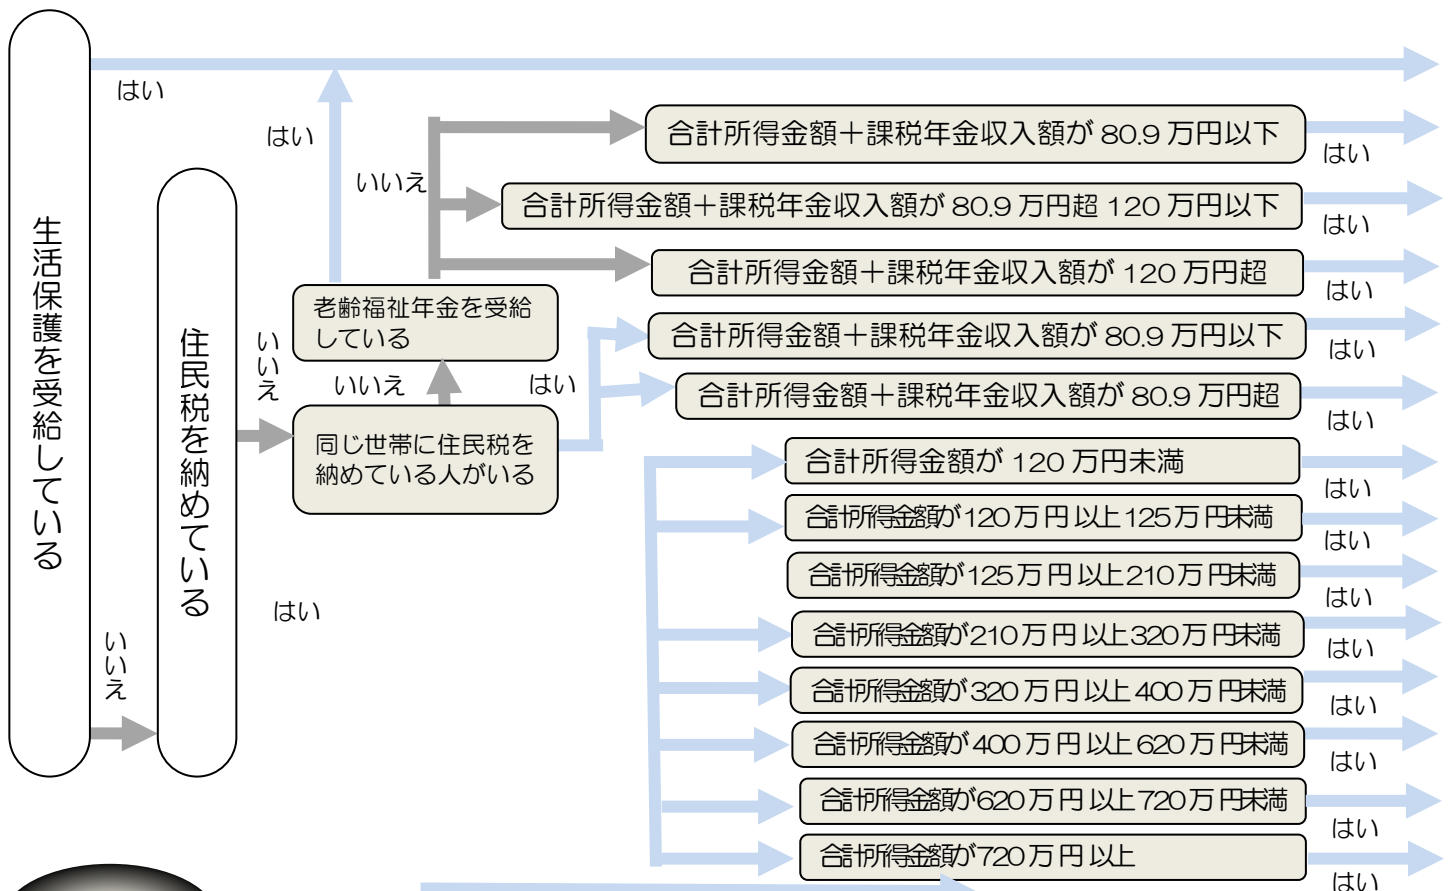 生活保護を受給している
はい
いいえ
住民税を納めている
いいえ
はい
同じ世帯に住民税を
納めている人がいる
いいえ
はい
老齢福祉年金を受給
している
はい
いいえ
合計所得金額＋課税年金収入額が 80.9 万円以下
はい
合計所得金額＋課税年金収入額が 80.9 万円超 120 万円以下
はい
合計所得金額＋課税年金収入額が 120 万円超
はい
合計所得金額＋課税年金収入額が 80.9 万円以下
はい
合計所得金額＋課税年金収入額が 80.9 万円超
はい
合計所得金額が 120 万円未満
はい
合計所得金額が120万円以上125万円未満
はい
合計所得金額が125万円以上210万円未満
はい
合計所得金額が210万円以上320万円未満
はい
合計所得金額が320万円以上400万円未満
はい
合計所得金額が400万円以上620万円未満
はい
合計所得金額が620万円以上720万円未満
はい
合計所得金額が720万円以上
はい